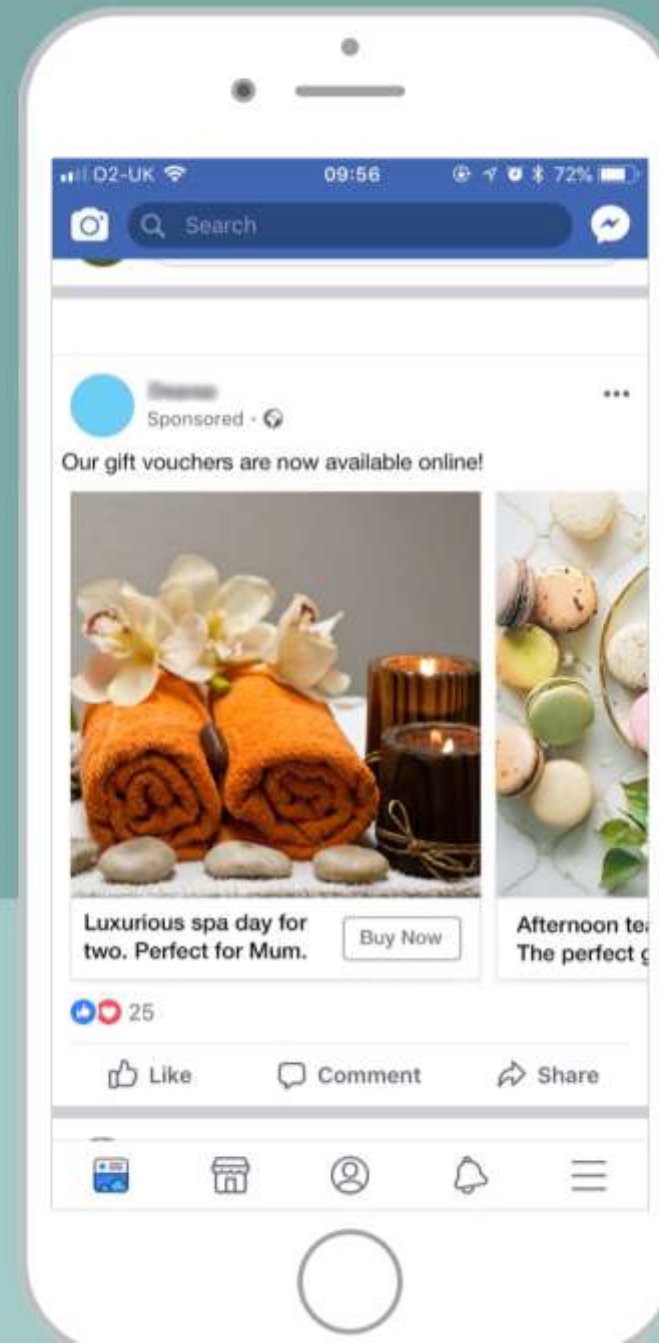 O2-UK 09:56 72%
Search
Sponsored ·
Our gift vouchers are now available online!
Luxurious spa day for
two. Perfect for Mum.
Buy Now
Afternoon
The perfect
25
Like Comment Share